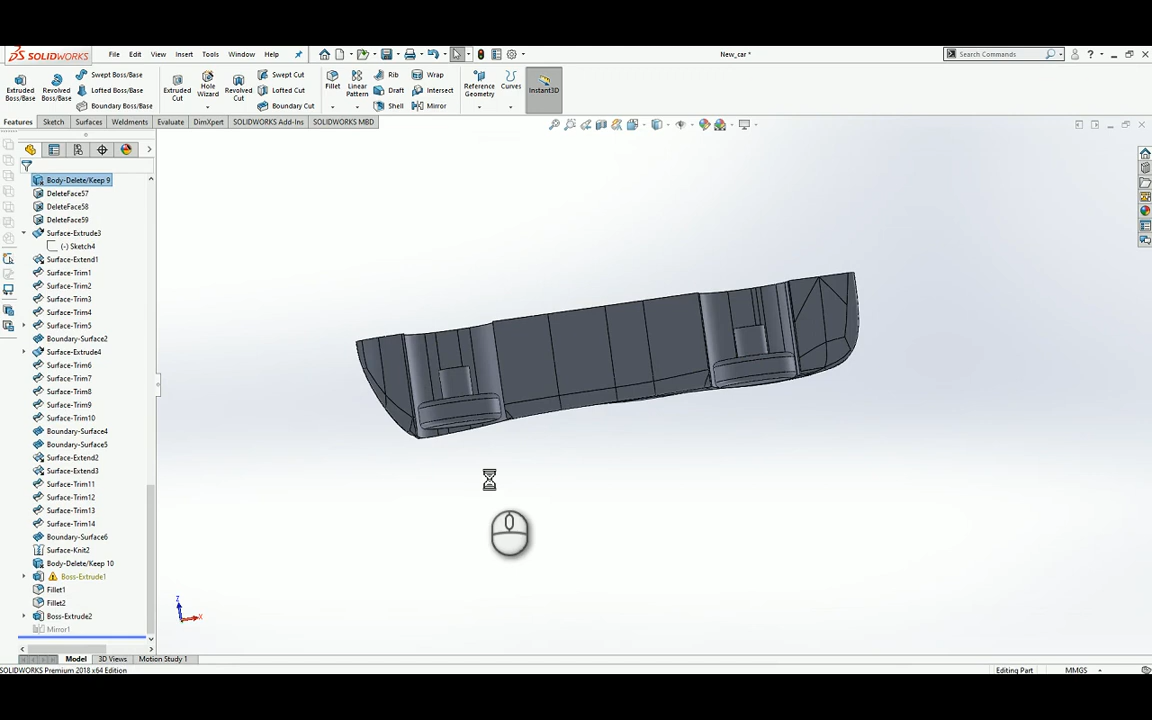 SOLIDWORKS File Edit View Insert Tools Window Help New_car * Search Commands ?
Extruded Boss/Base Revolved Boss/Base Swept Boss/Base Lofted Boss/Base Boundary Boss/Base Extruded Cut Hole Wizard Revolved Cut Swept Cut Lofted Cut Boundary Cut Fillet Linear Pattern Rib Draft Shell Wrap Intersect Mirror Reference Geometry Curves Instant3D
Features Sketch Surfaces Weldments Evaluate DimXpert SOLIDWORKS Add-Ins SOLIDWORKS MBD
Body-Delete/Keep 9
DeleteFace57
DeleteFace58
DeleteFace59
Surface-Extrude3
(-) Sketch4
Surface-Extend1
Surface-Trim1
Surface-Trim2
Surface-Trim3
Surface-Trim4
Surface-Trim5
Boundary-Surface2
Surface-Extrude4
Surface-Trim6
Surface-Trim7
Surface-Trim8
Surface-Trim9
Surface-Trim10
Boundary-Surface4
Boundary-Surface5
Surface-Extend2
Surface-Extend3
Surface-Trim11
Surface-Trim12
Surface-Trim13
Surface-Trim14
Boundary-Surface6
Surface-Knit2
Body-Delete/Keep 10
Boss-Extrude1
Fillet1
Fillet2
Boss-Extrude2
Mirror1
Z
X
Model 3D Views Motion Study 1
SOLIDWORKS Premium 2018 x64 Edition Editing Part MMGS